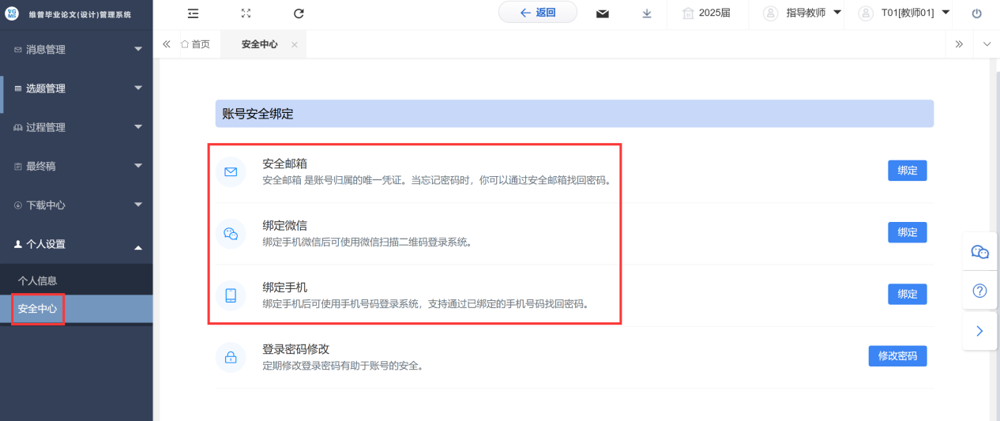 VG
MS
维普毕业论文(设计)管理系统
返回
2025届
指导教师
T01[教师01]
消息管理
选题管理
过程管理
最终稿
下载中心
个人设置
个人信息
安全中心
首页
安全中心
账号安全绑定
安全邮箱
安全邮箱 是账号归属的唯一凭证。当忘记密码时，你可以通过安全邮箱找回密码。
绑定
绑定微信
绑定手机微信后可使用微信扫描二维码登录系统。
绑定
绑定手机
绑定手机后可使用手机号码登录系统，支持通过已绑定的手机号码找回密码。
绑定
登录密码修改
定期修改登录密码有助于账号的安全。
修改密码